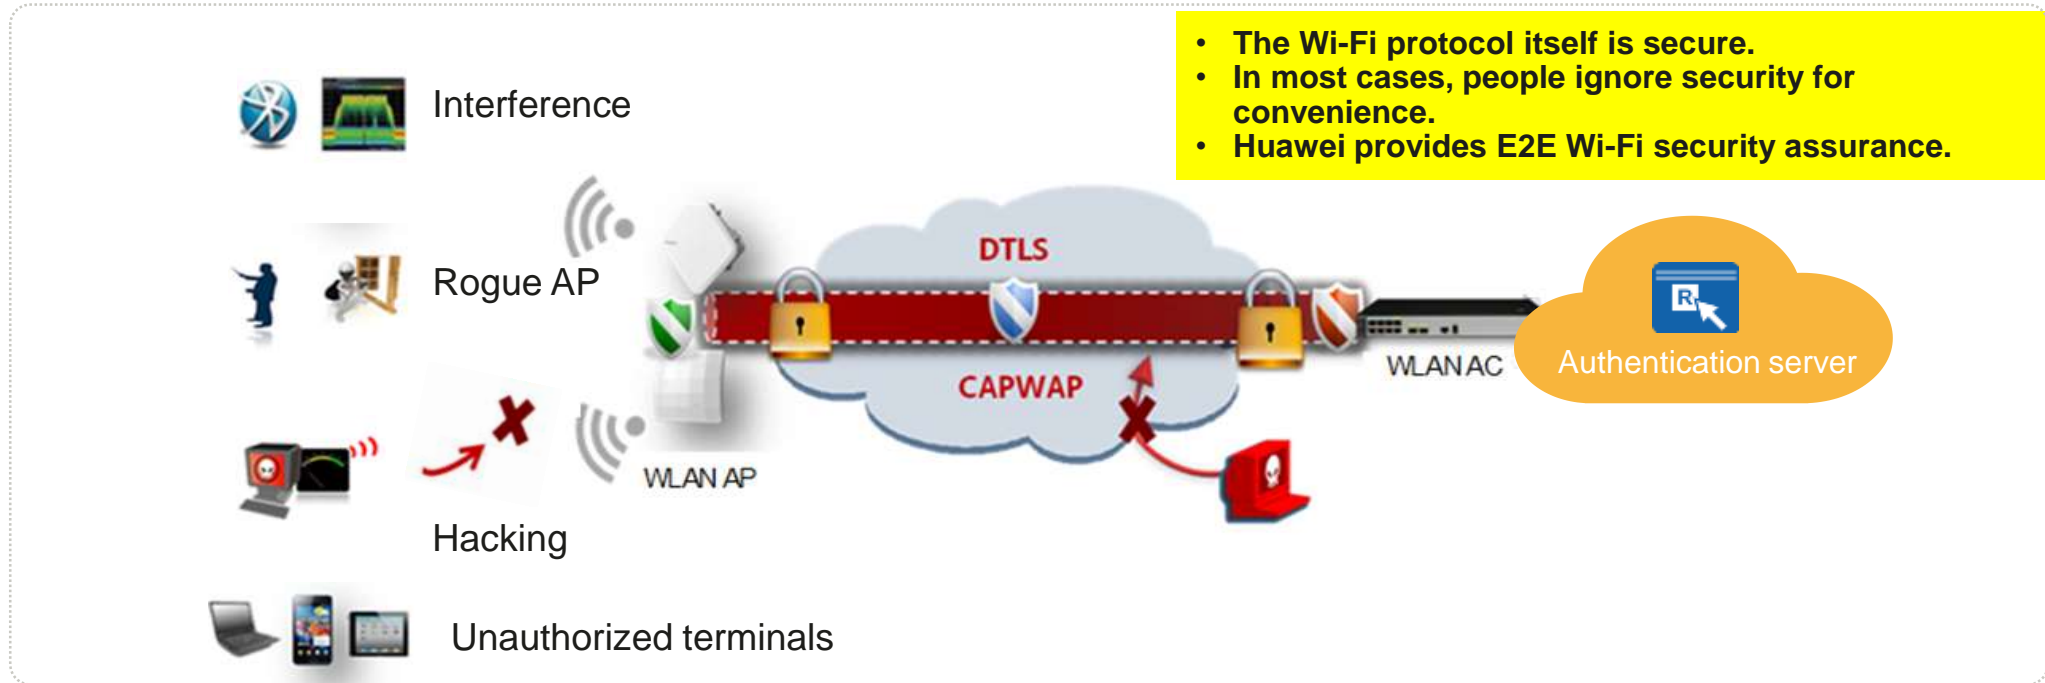 • The Wi-Fi protocol itself is secure.
• In most cases, people ignore security for
convenience.
• Huawei provides E2E Wi-Fi security assurance.
Interference
Rogue AP
Hacking
Unauthorized terminals
WLAN AP
DTLS
CAPWAP
WLAN AC
R
Authentication server